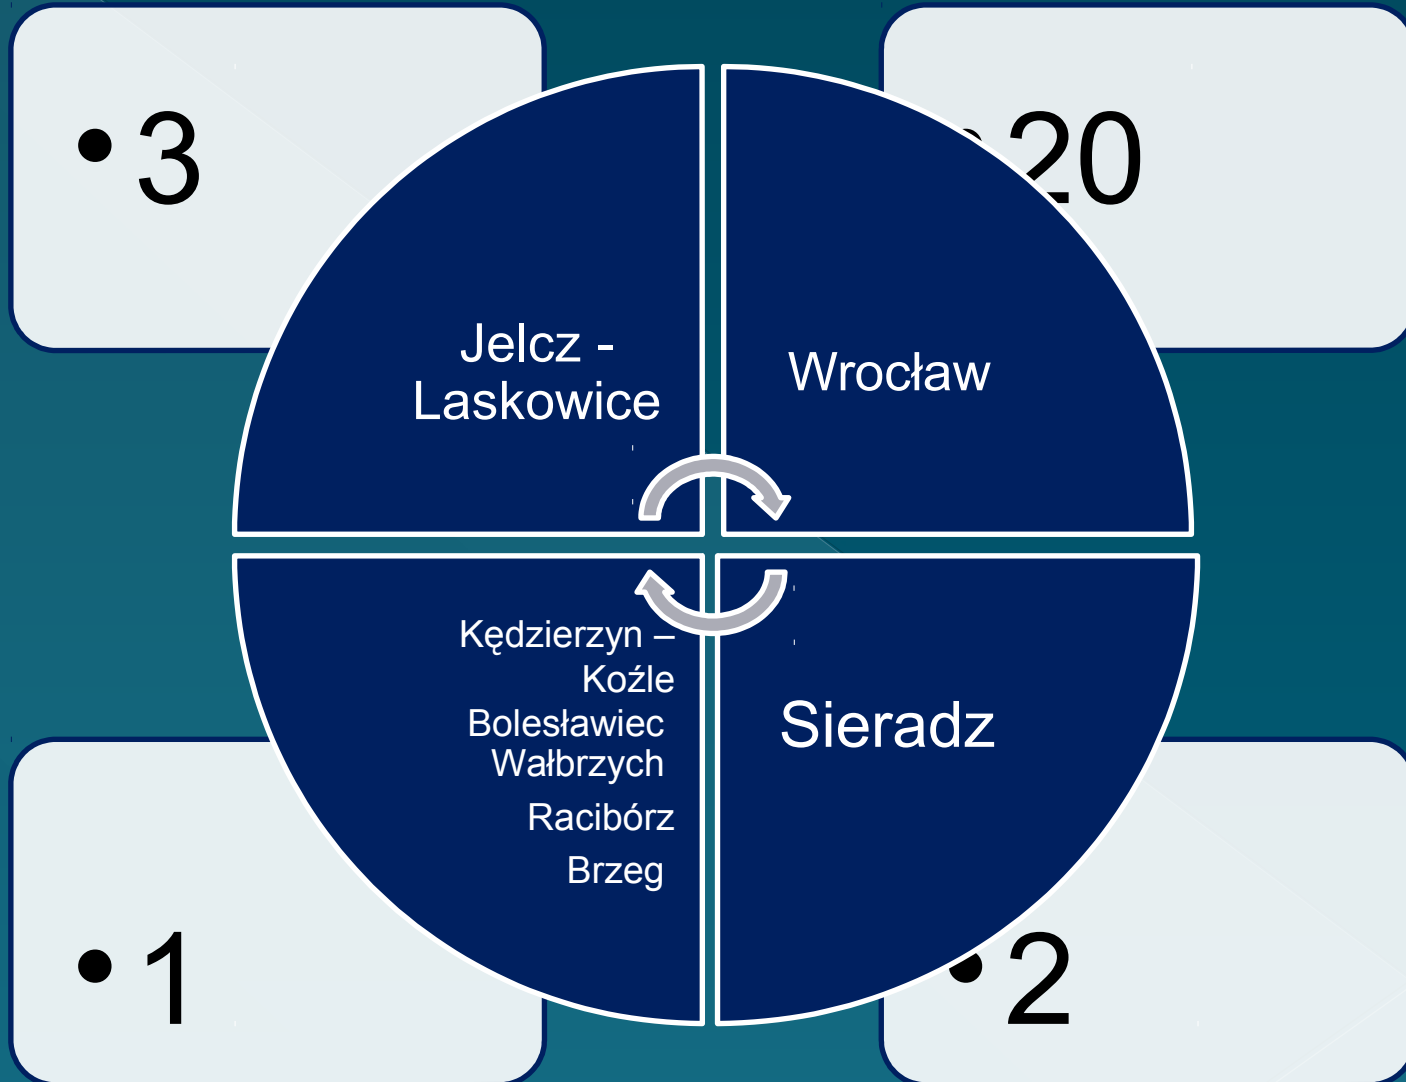 • 3
• 20
Jelcz -
Laskowice
Wrocław
Kędzierzyn –
Koźle
Bolesławiec
Wałbrzych
Racibórz
Brzeg
Sieradz
• 1
• 2